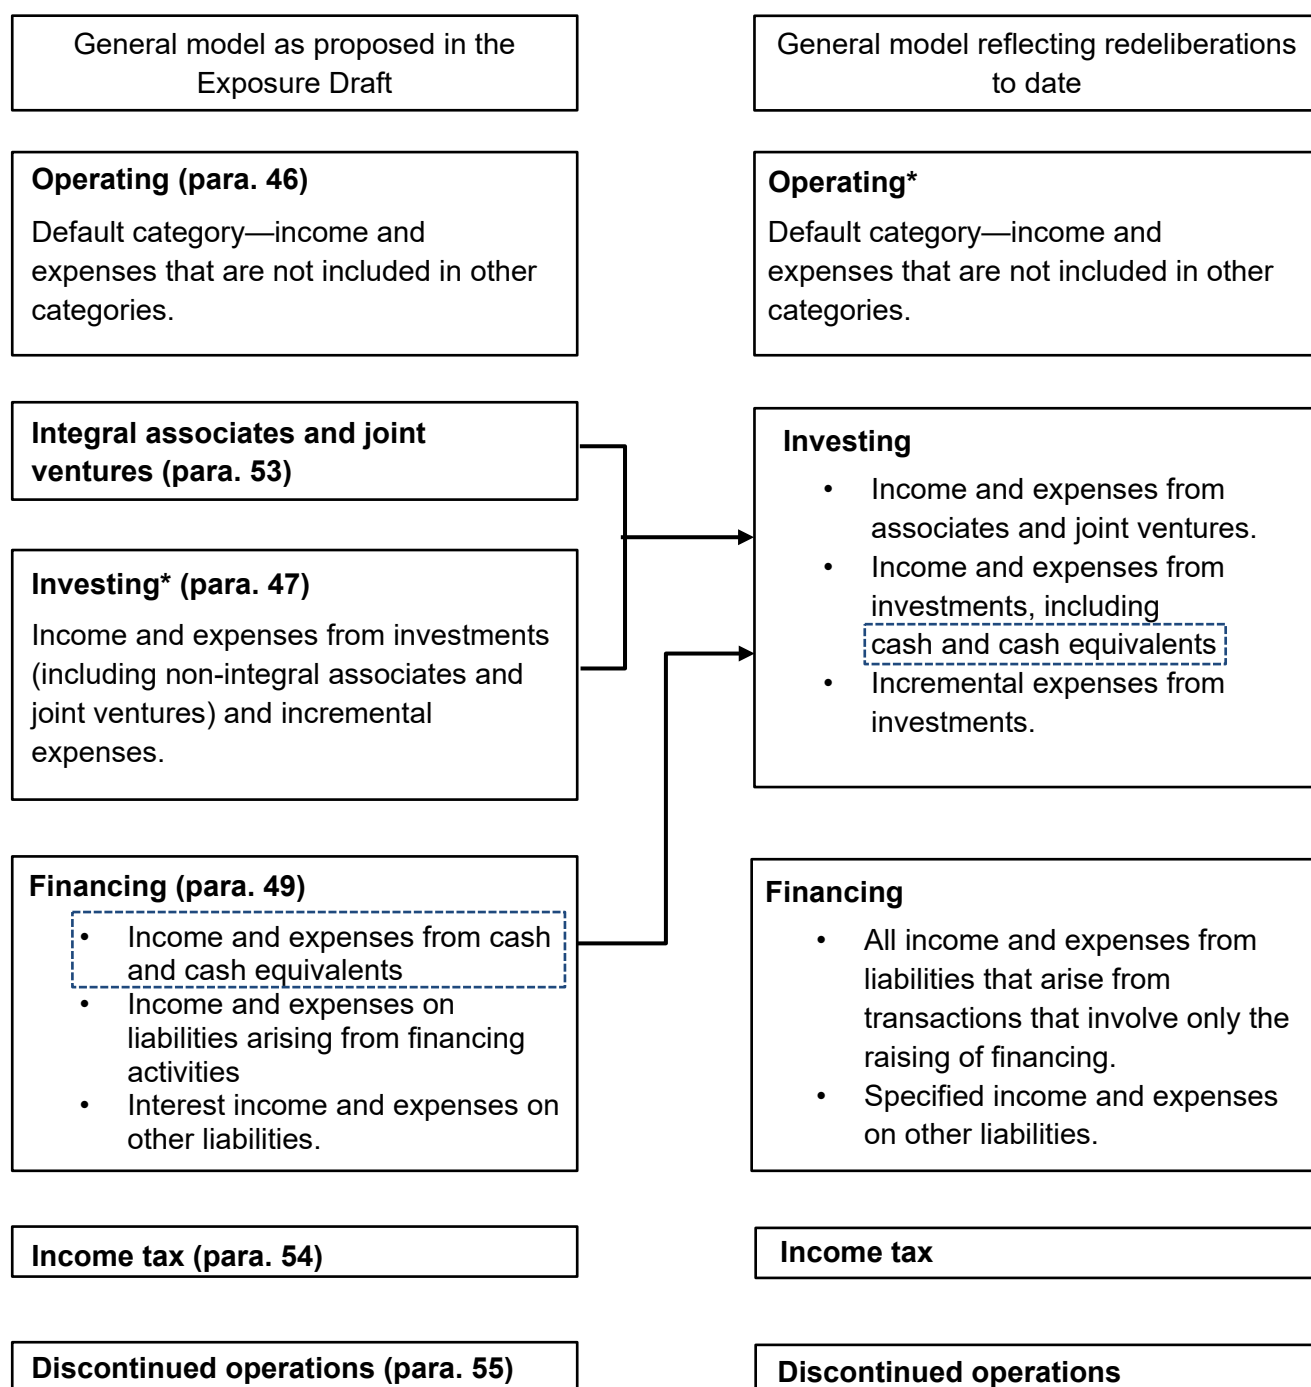 General model as proposed in the
Exposure Draft
General model reflecting redeliberations
to date
Operating (para. 46)
Default category—income and
expenses that are not included in other
categories.
Operating*
Default category—income and
expenses that are not included in other
categories.
Integral associates and joint
ventures (para. 53)
Investing* (para. 47)
Income and expenses from investments
(including non-integral associates and
joint ventures) and incremental
expenses.
Investing
• Income and expenses from
associates and joint ventures.
• Income and expenses from
investments, including
cash and cash equivalents
• Incremental expenses from
investments.
Financing (para. 49)
• Income and expenses from cash
and cash equivalents
• Income and expenses on
liabilities arising from financing
activities
• Interest income and expenses on
other liabilities.
Financing
• All income and expenses from
liabilities that arise from
transactions that involve only the
raising of financing.
• Specified income and expenses
on other liabilities.
Income tax (para. 54)
Income tax
Discontinued operations (para. 55)
Discontinued operations